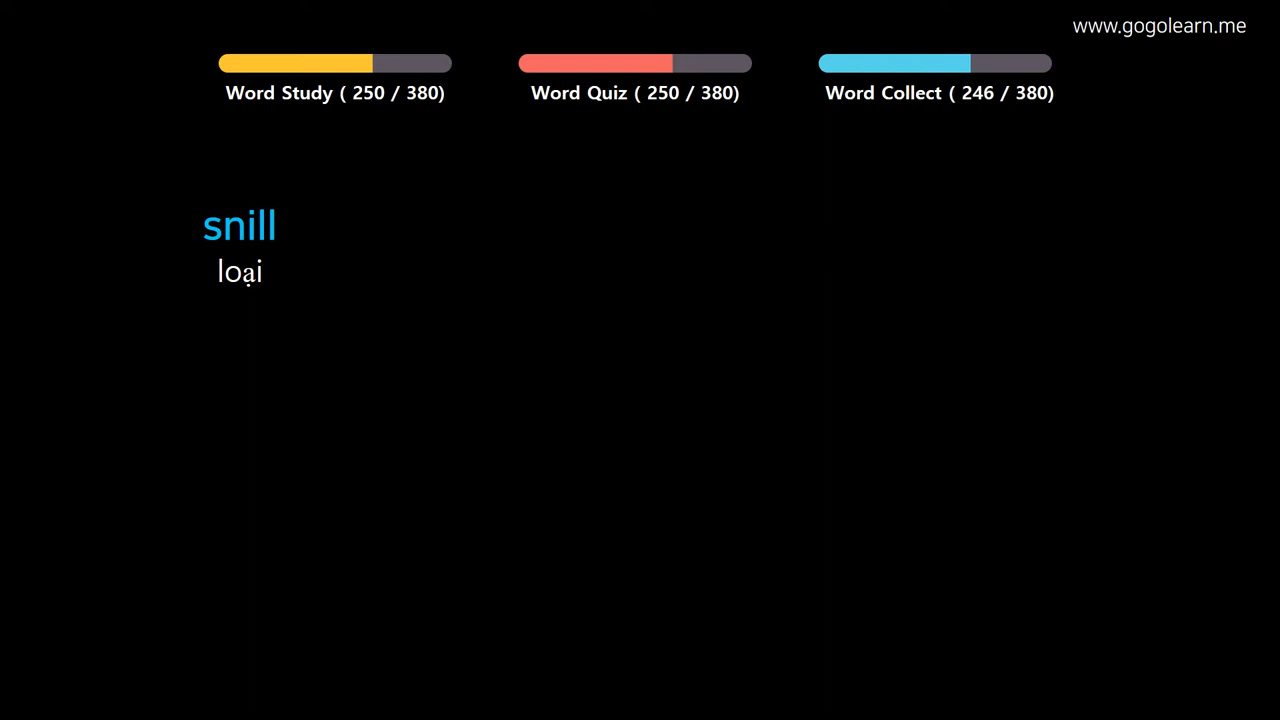 www.gogolearn.me
Word Study ( 250 / 380)
Word Quiz ( 250 / 380)
Word Collect ( 246 / 380)
snill
loại